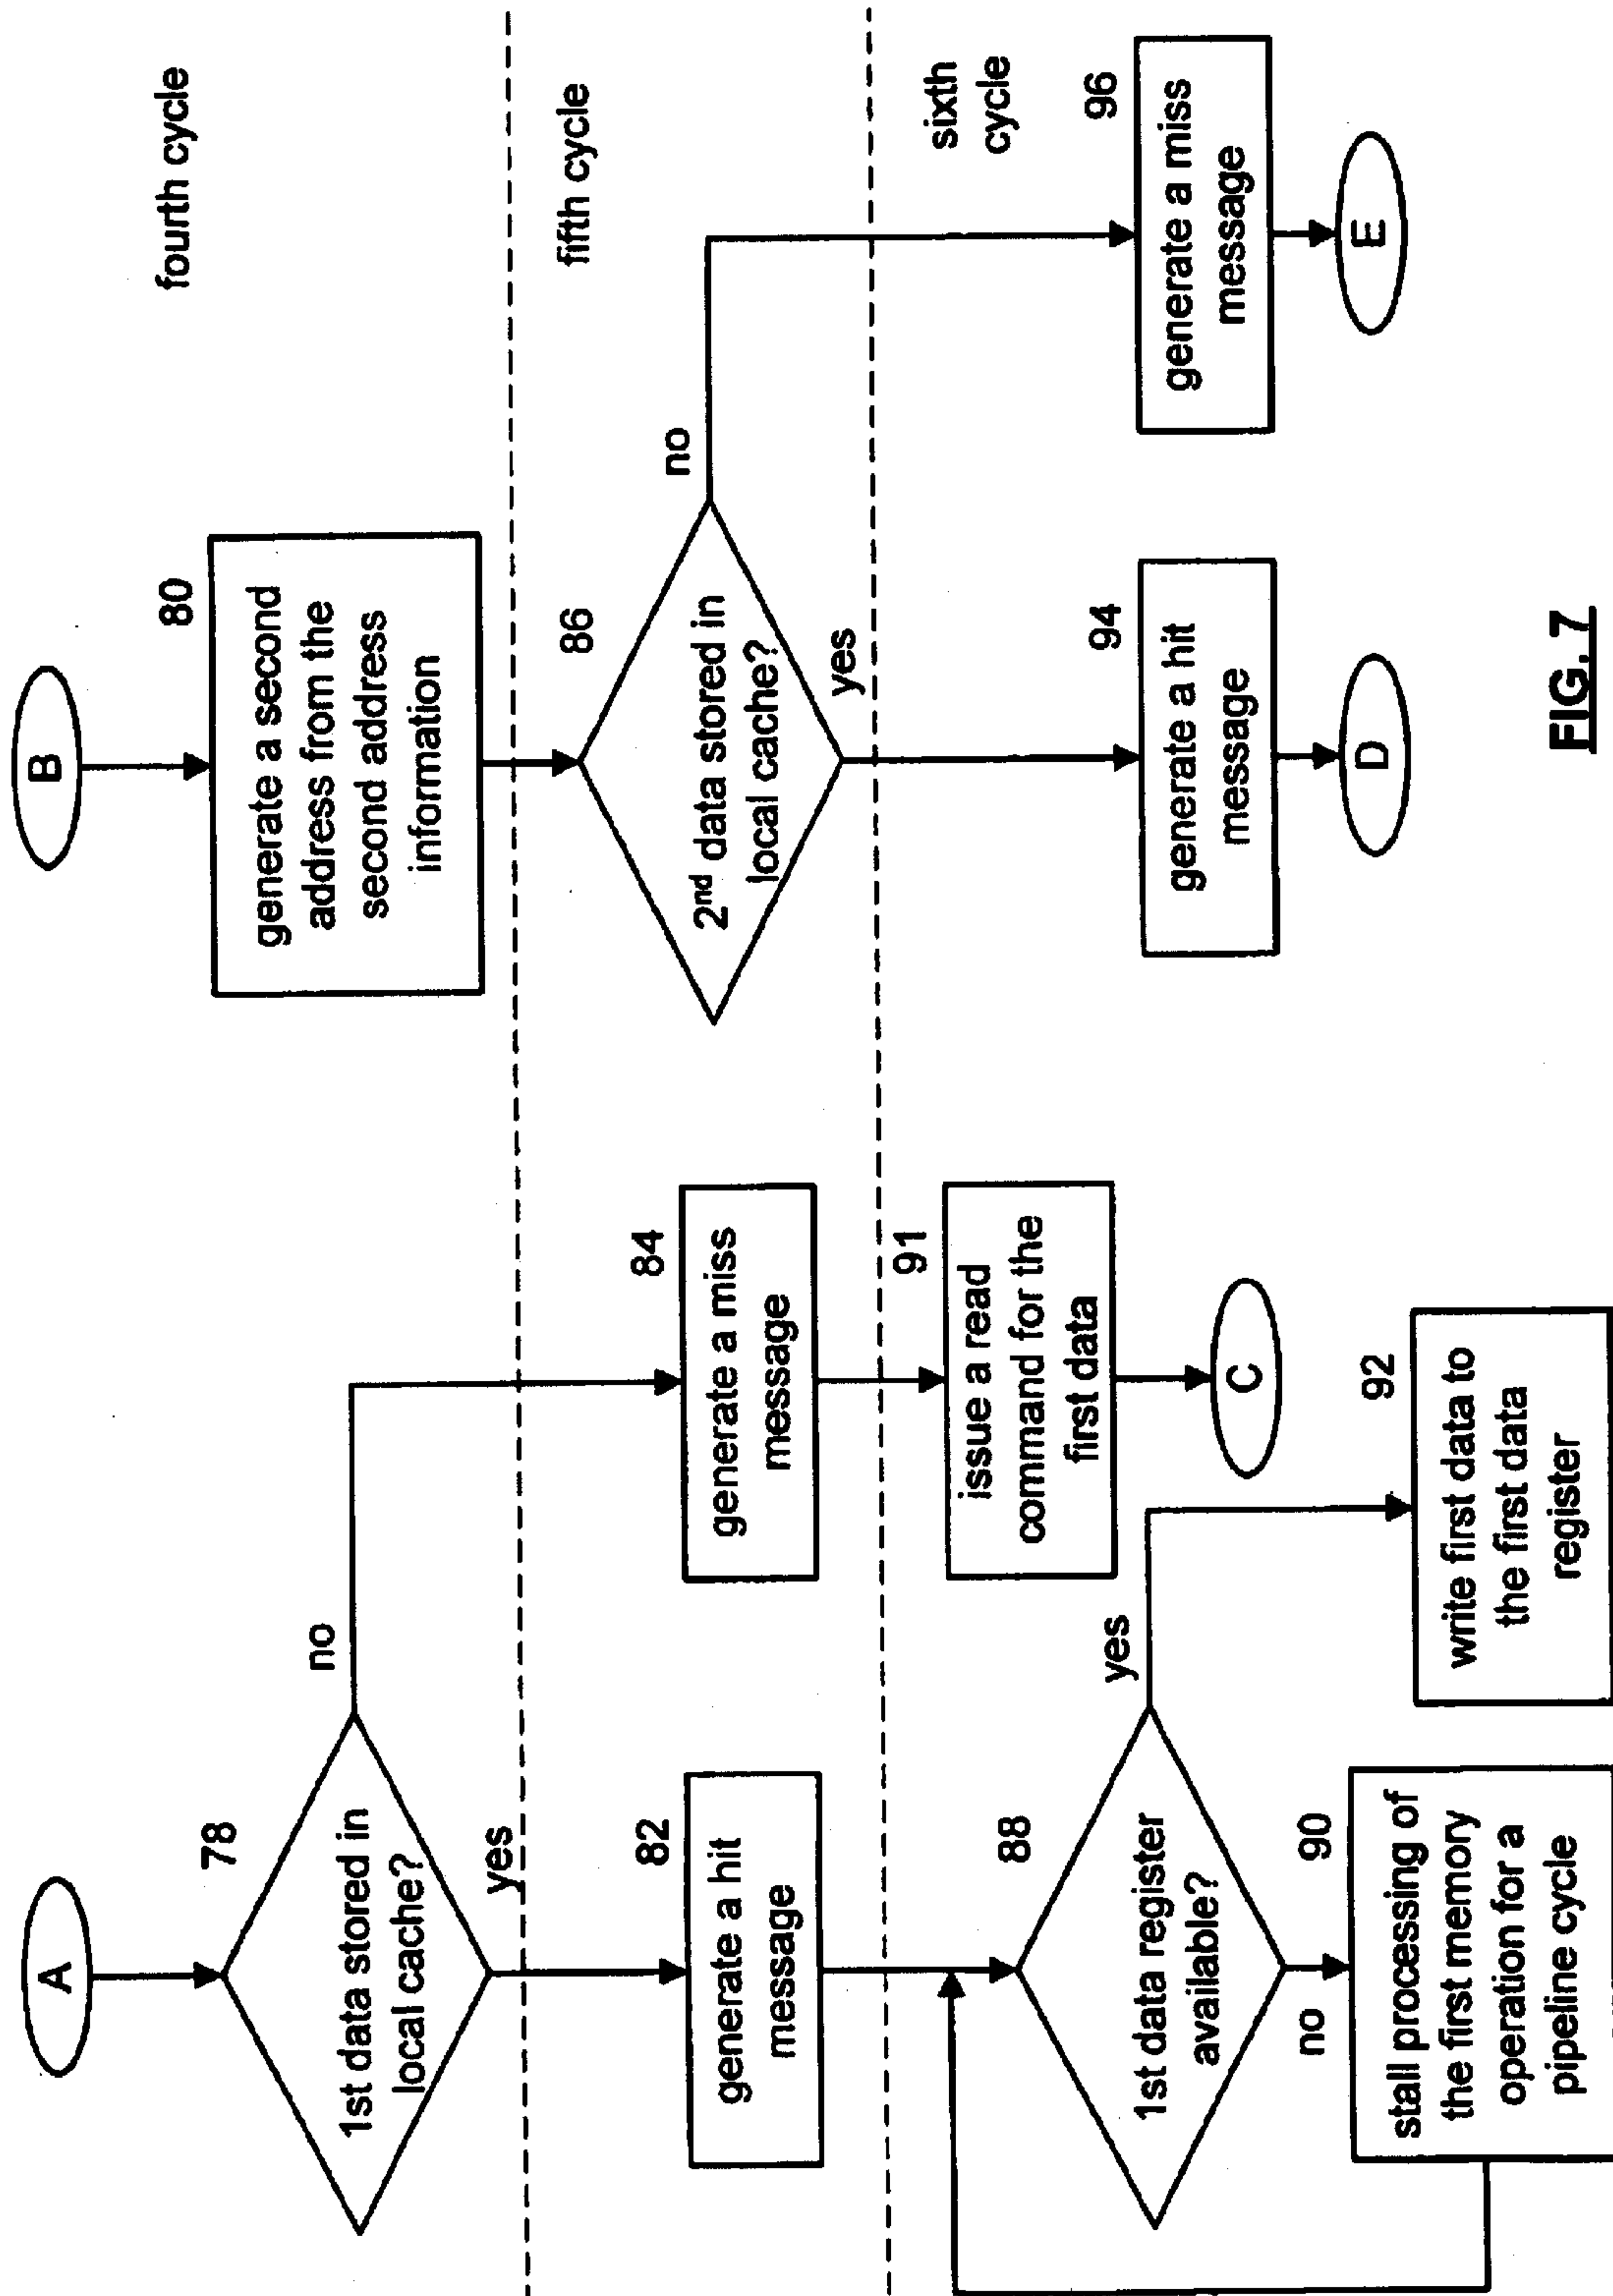 A
78
1st data stored in
local cache?
no
yes
82
generate a hit
message
84
generate a miss
message
88
1st data register
available?
yes
no
90
stall processing of
the first memory
operation for a
pipeline cycle
91
issue a read
command for the
first data
C
92
write first data to
the first data
register
B
80
generate a second
address from the
second address
information
86
2nd data stored in
local cache?
no
yes
94
generate a hit
message
D
96
generate a miss
message
E
fourth cycle
fifth cycle
sixth
cycle
FIG. 7